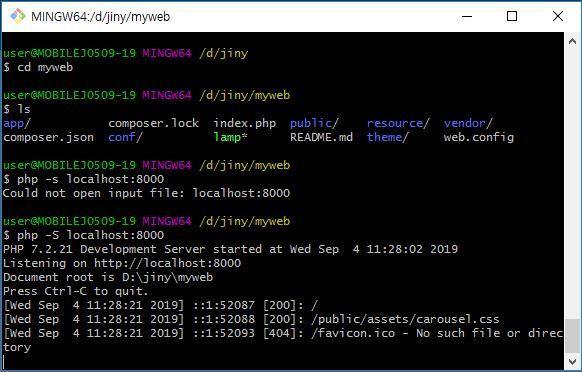 MINGW64:/d/jiny/myweb
user@MOBILEJ0509-19 MINGW64 /d/jiny
$ cd myweb
user@MOBILEJ0509-19 MINGW64 /d/jiny/myweb
$ ls
app/ composer.lock index.php public/ resource/ vendor/
composer.json conf/ lamp* README.md theme/ web.config
user@MOBILEJ0509-19 MINGW64 /d/jiny/myweb
$ php -s localhost:8000
Could not open input file: localhost:8000
user@MOBILEJ0509-19 MINGW64 /d/jiny/myweb
$ php -S localhost:8000
PHP 7.2.21 Development Server started at Wed Sep  4 11:28:02 2019
Listening on http://localhost:8000
Document root is D:\jiny\myweb
Press Ctrl-C to quit.
[Wed Sep  4 11:28:21 2019] ::1:52087 [200]: /
[Wed Sep  4 11:28:21 2019] ::1:52088 [200]: /public/assets/carousel.css
[Wed Sep  4 11:28:21 2019] ::1:52093 [404]: /favicon.ico - No such file or direc
tory